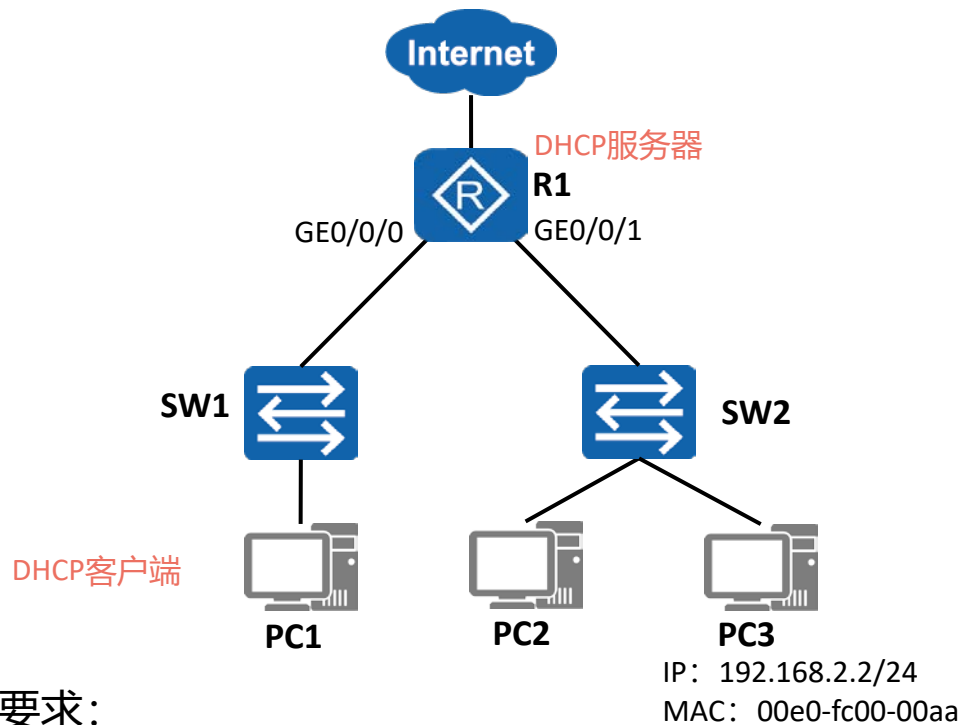 Internet
DHCP服务器
R1
GE0/0/0
GE0/0/1
SW1
SW2
DHCP客户端
PC1
PC2
PC3
IP：192.168.2.2/24
MAC：00e0-fc00-00aa
要求：